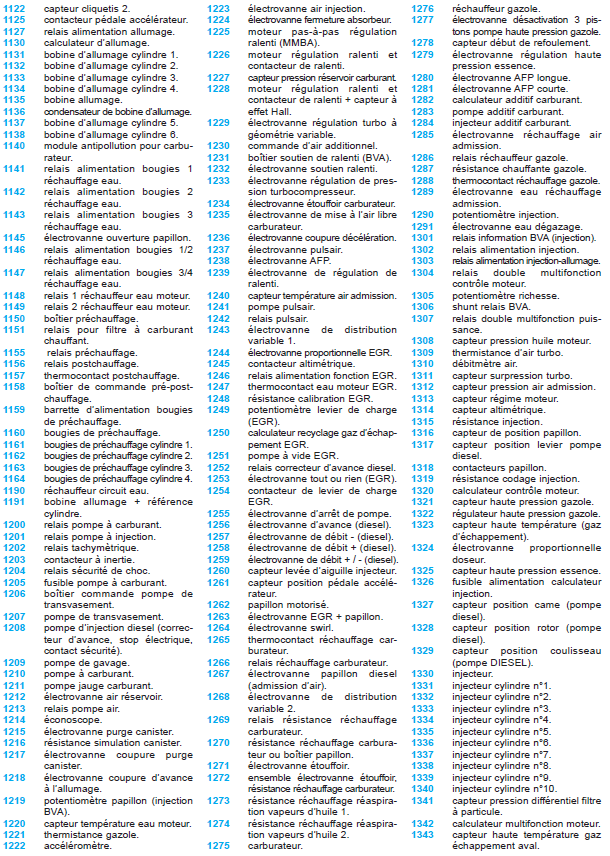 1122 capteur cliquetis 2.
1125 contacteur pédale accélérateur.
1127 relais alimentation allumage.
1130 calculateur d'allumage.
1131 bobine d'allumage cylindre 1.
1132 bobine d'allumage cylindre 2.
1133 bobine d'allumage cylindre 3.
1134 bobine d'allumage cylindre 4.
1135 bobine allumage.
1136 condensateur de bobine d'allumage.
1137 bobine d'allumage cylindre 5.
1138 bobine d'allumage cylindre 6.
1140 module antipollution pour carbu-
rateur.
1141 relais alimentation bougies 1
réchauffage eau.
1142 relais alimentation bougies 2
réchauffage eau.
1143 relais alimentation bougies 3
réchauffage eau.
1145 électrovanne ouverture papillon.
1146 relais alimentation bougies 1/2
réchauffage eau.
1147 relais alimentation bougies 3/4
réchauffage eau.
1148 relais 1 réchauffeur eau moteur.
1149 relais 2 réchauffeur eau moteur.
1150 boîtier préchauffage.
1151 relais pour filtre à carburant
chauffant.
1155 relais préchauffage.
1156 relais postchauffage.
1157 thermocontact postchauffage.
1158 boîtier de commande pré-post-
chauffage.
1159 barrette d'alimentation bougies
de préchauffage.
1160 bougies de préchauffage.
1161 bougies de préchauffage cylindre 1.
1162 bougies de préchauffage cylindre 2.
1163 bougies de préchauffage cylindre 3.
1164 bougies de préchauffage cylindre 4.
1190 réchauffeur circuit eau.
1191 bobine allumage + référence
cylindre.
1200 relais pompe à carburant.
1201 relais pompe à injection.
1202 relais tachymètrique.
1203 contacteur à inertie.
1204 relais sécurité de choc.
1205 fusible pompe à carburant.
1206 boîtier commande pompe de
transvasement.
1207 pompe de transvasement.
1208 pompe d'injection diesel (correc-
teur d'avance, stop électrique,
contact sécurité).
1209 pompe de gavage.
1210 pompe à carburant.
1211 pompe jauge carburant.
1212 électrovanne air réservoir.
1213 relais pompe air.
1214 éconoscope.
1215 électrovanne purge canister.
1216 résistance simulation canister.
1217 électrovanne coupure purge
canister.
1218 électrovanne coupure d'avance
à l'allumage.
1219 potentiomètre papillon (injection
BVA).
1220 capteur température eau moteur.
1221 thermistance gazole.
1222 accéléromètre.
1223 électrovanne air injection.
1224 électrovanne fermeture absorbeur.
1225 moteur pas-à-pas régulation
ralenti (MMBA).
1226 moteur régulation ralenti et
contacteur de ralenti.
1227 capteur pression réservoir carburant.
1228 moteur régulation ralenti et
contacteur de ralenti + capteur à
effet Hall.
1229 électrovanne régulation turbo à
géométrie variable.
1230 commande d'air additionnel.
1231 boîtier soutien de ralenti (BVA).
1232 électrovanne soutien ralenti.
1233 électrovanne régulation de pres-
sion turbocompresseur.
1234 électrovanne étouffoir carburateur.
1235 électrovanne de mise à l'air libre
carburateur.
1236 électrovanne coupure décélération.
1237 électrovanne pulsair.
1238 électrovanne AFP.
1239 électrovanne de régulation de
ralenti.
1240 capteur température air admission.
1241 pompe pulsair.
1242 relais pulsair.
1243 électrovanne de distribution
variable 1.
1244 électrovanne proportionnelle EGR.
1245 contacteur altimétrique.
1246 relais alimentation fonction EGR.
1247 thermocontact eau moteur EGR.
1248 résistance calibration EGR.
1249 potentiomètre levier de charge
(EGR).
1250 calculateur recyclage gaz d'échap-
pement EGR.
1251 pompe à vide EGR.
1252 relais correcteur d'avance diesel.
1253 électrovanne tout ou rien (EGR).
1254 contacteur de levier de charge
EGR.
1255 électrovanne d'arrêt de pompe.
1256 électrovanne d'avance (diesel).
1257 électrovanne de débit - (diesel).
1258 électrovanne de débit + (diesel).
1259 électrovanne de débit + / - (diesel).
1260 capteur levée d'aiguille injecteur.
1261 capteur position pédale accélé-
rateur.
1262 papillon motorisé.
1263 électrovanne EGR + papillon.
1264 électrovanne swirl.
1265 thermocontact réchauffage car-
burateur.
1266 relais réchauffage carburateur.
1267 électrovanne papillon diesel
(admission d'air).
1268 électrovanne de distribution
variable 2.
1269 relais résistance réchauffage
carburateur.
1270 résistance réchauffage carbura-
teur ou boîtier papillon.
1271 électrovanne étouffoir.
1272 ensemble électrovanne étouffoir,
résistance réchauffage carburateur.
1273 résistance réchauffage réaspira-
tion vapeurs d'huile 1.
1274 résistance réchauffage réaspira-
tion vapeurs d'huile 2.
1275 carburateur.
1276 réchauffeur gazole.
1277 électrovanne désactivation 3 pis-
tons pompe haute pression gazole.
1278 capteur début de refoulement.
1279 électrovanne régulation haute
pression essence.
1280 électrovanne AFP longue.
1281 électrovanne AFP courte.
1282 calculateur additif carburant.
1283 pompe additif carburant.
1284 injecteur additif carburant.
1285 électrovanne réchauffage air
admission.
1286 relais réchauffeur gazole.
1287 résistance chauffante gazole.
1288 thermocontact réchauffage gazole.
1289 électrovanne eau réchauffage
admission.
1290 potentiomètre injection.
1291 électrovanne eau dégazage.
1301 relais information BVA (injection).
1302 relais alimentation injection.
1303 relais alimentation injection-allumage.
1304 relais double multifonction
contrôle moteur.
1305 potentiomètre richesse.
1306 shunt relais BVA.
1307 relais double multifonction puis-
sance.
1308 capteur pression huile moteur.
1309 thermistance d'air turbo.
1310 débitmètre air.
1311 capteur surpression turbo.
1312 capteur pression air admission.
1313 capteur régime moteur.
1314 capteur altimétrique.
1315 résistance injection.
1316 capteur de position papillon.
1317 capteur position levier pompe
diesel.
1318 contacteurs papillon.
1319 résistance codage injection.
1320 calculateur contrôle moteur.
1321 capteur haute pression gazole.
1322 régulateur haute pression gazole.
1323 capteur haute température (gaz
d'échappement).
1324 électrovanne proportionnelle
doseur.
1325 capteur haute pression essence.
1326 fusible alimentation calculateur
injection.
1327 capteur position came (pompe
diesel).
1328 capteur position rotor (pompe
diesel).
1329 capteur position coulisseau
(pompe DIESEL).
1330 injecteur.
1331 injecteur cylindre n°1.
1332 injecteur cylindre n°2.
1333 injecteur cylindre n°3.
1334 injecteur cylindre n°4.
1335 injecteur cylindre n°5.
1336 injecteur cylindre n°6.
1337 injecteur cylindre n°7.
1338 injecteur cylindre n°8.
1339 injecteur cylindre n°9.
1340 injecteur cylindre n°10.
1341 capteur pression différentiel filtre
à particule.
1342 calculateur multifonction moteur.
1343 capteur haute température gaz
échappement aval.